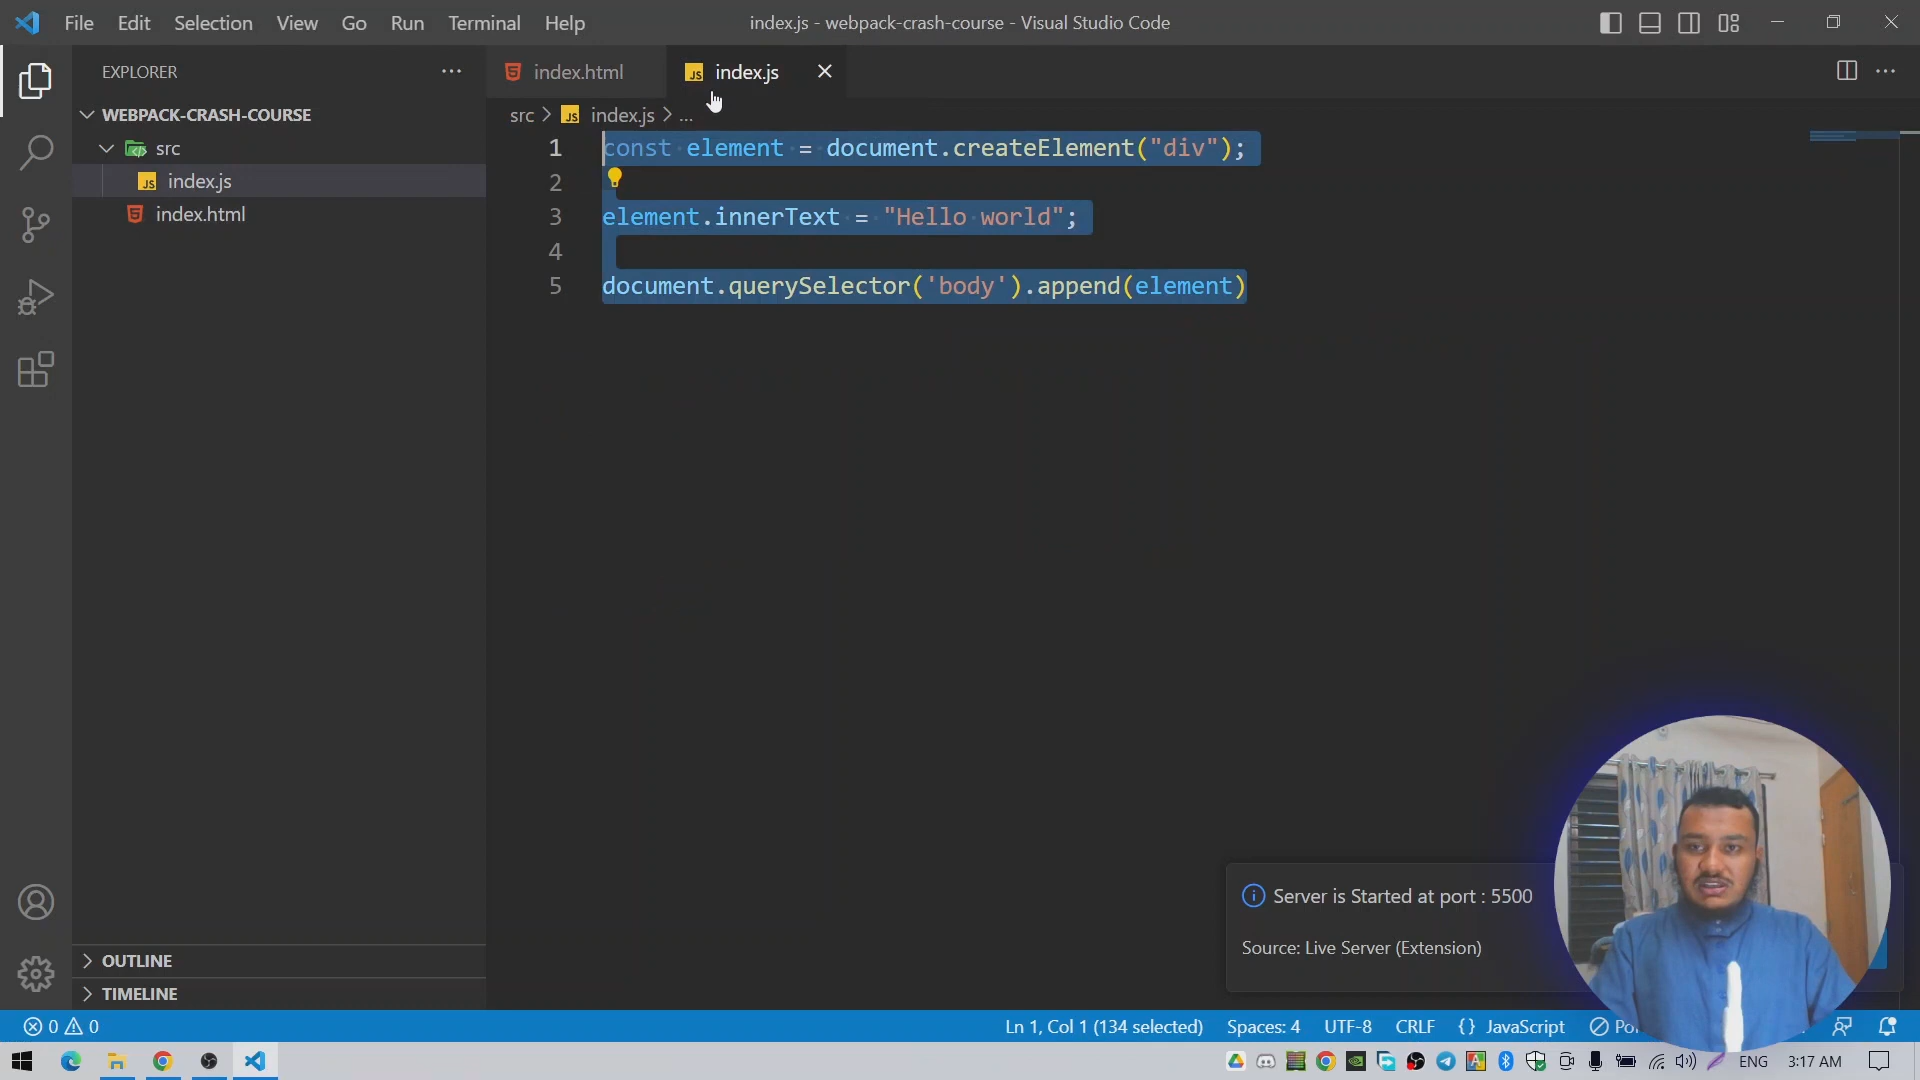 File Edit Selection View Go Run Terminal Help
index.js - webpack-crash-course - Visual Studio Code
EXPLORER
WEBPACK-CRASH-COURSE
src
JS index.js
index.html
OUTLINE
TIMELINE
index.html
JS index.js
src > JS index.js > ...
1 const element = document.createElement("div");
2
3 element.innerText = "Hello world";
4
5 document.querySelector('body').append(element)
Server is Started at port : 5500
Source: Live Server (Extension)
0 0
Ln 1, Col 1 (134 selected) Spaces: 4 UTF-8 CRLF {} JavaScript
ENG 3:17 AM